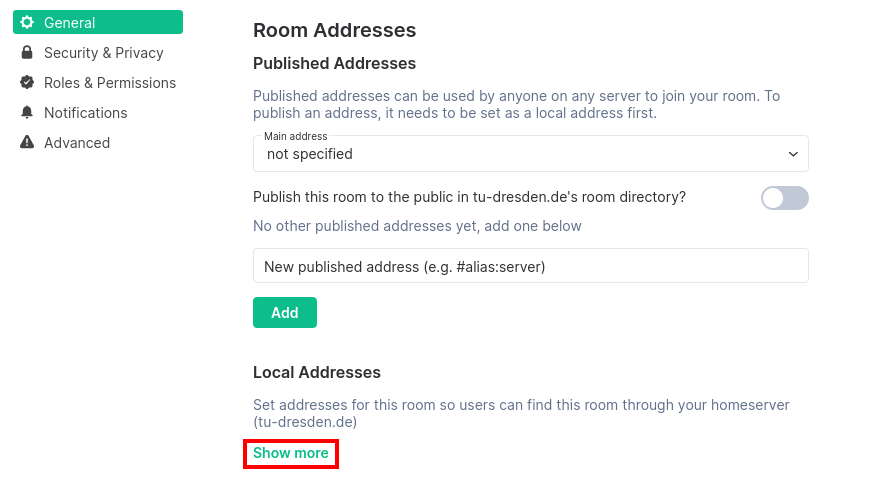 General
Security & Privacy
Roles & Permissions
Notifications
Advanced
Room Addresses
Published Addresses
Published addresses can be used by anyone on any server to join your room. To
publish an address, it needs to be set as a local address first.
Main address
not specified
Publish this room to the public in tu-dresden.de's room directory?
No other published addresses yet, add one below
New published address (e.g. #alias:server)
Add
Local Addresses
Set addresses for this room so users can find this room through your homeserver
(tu-dresden.de)
Show more